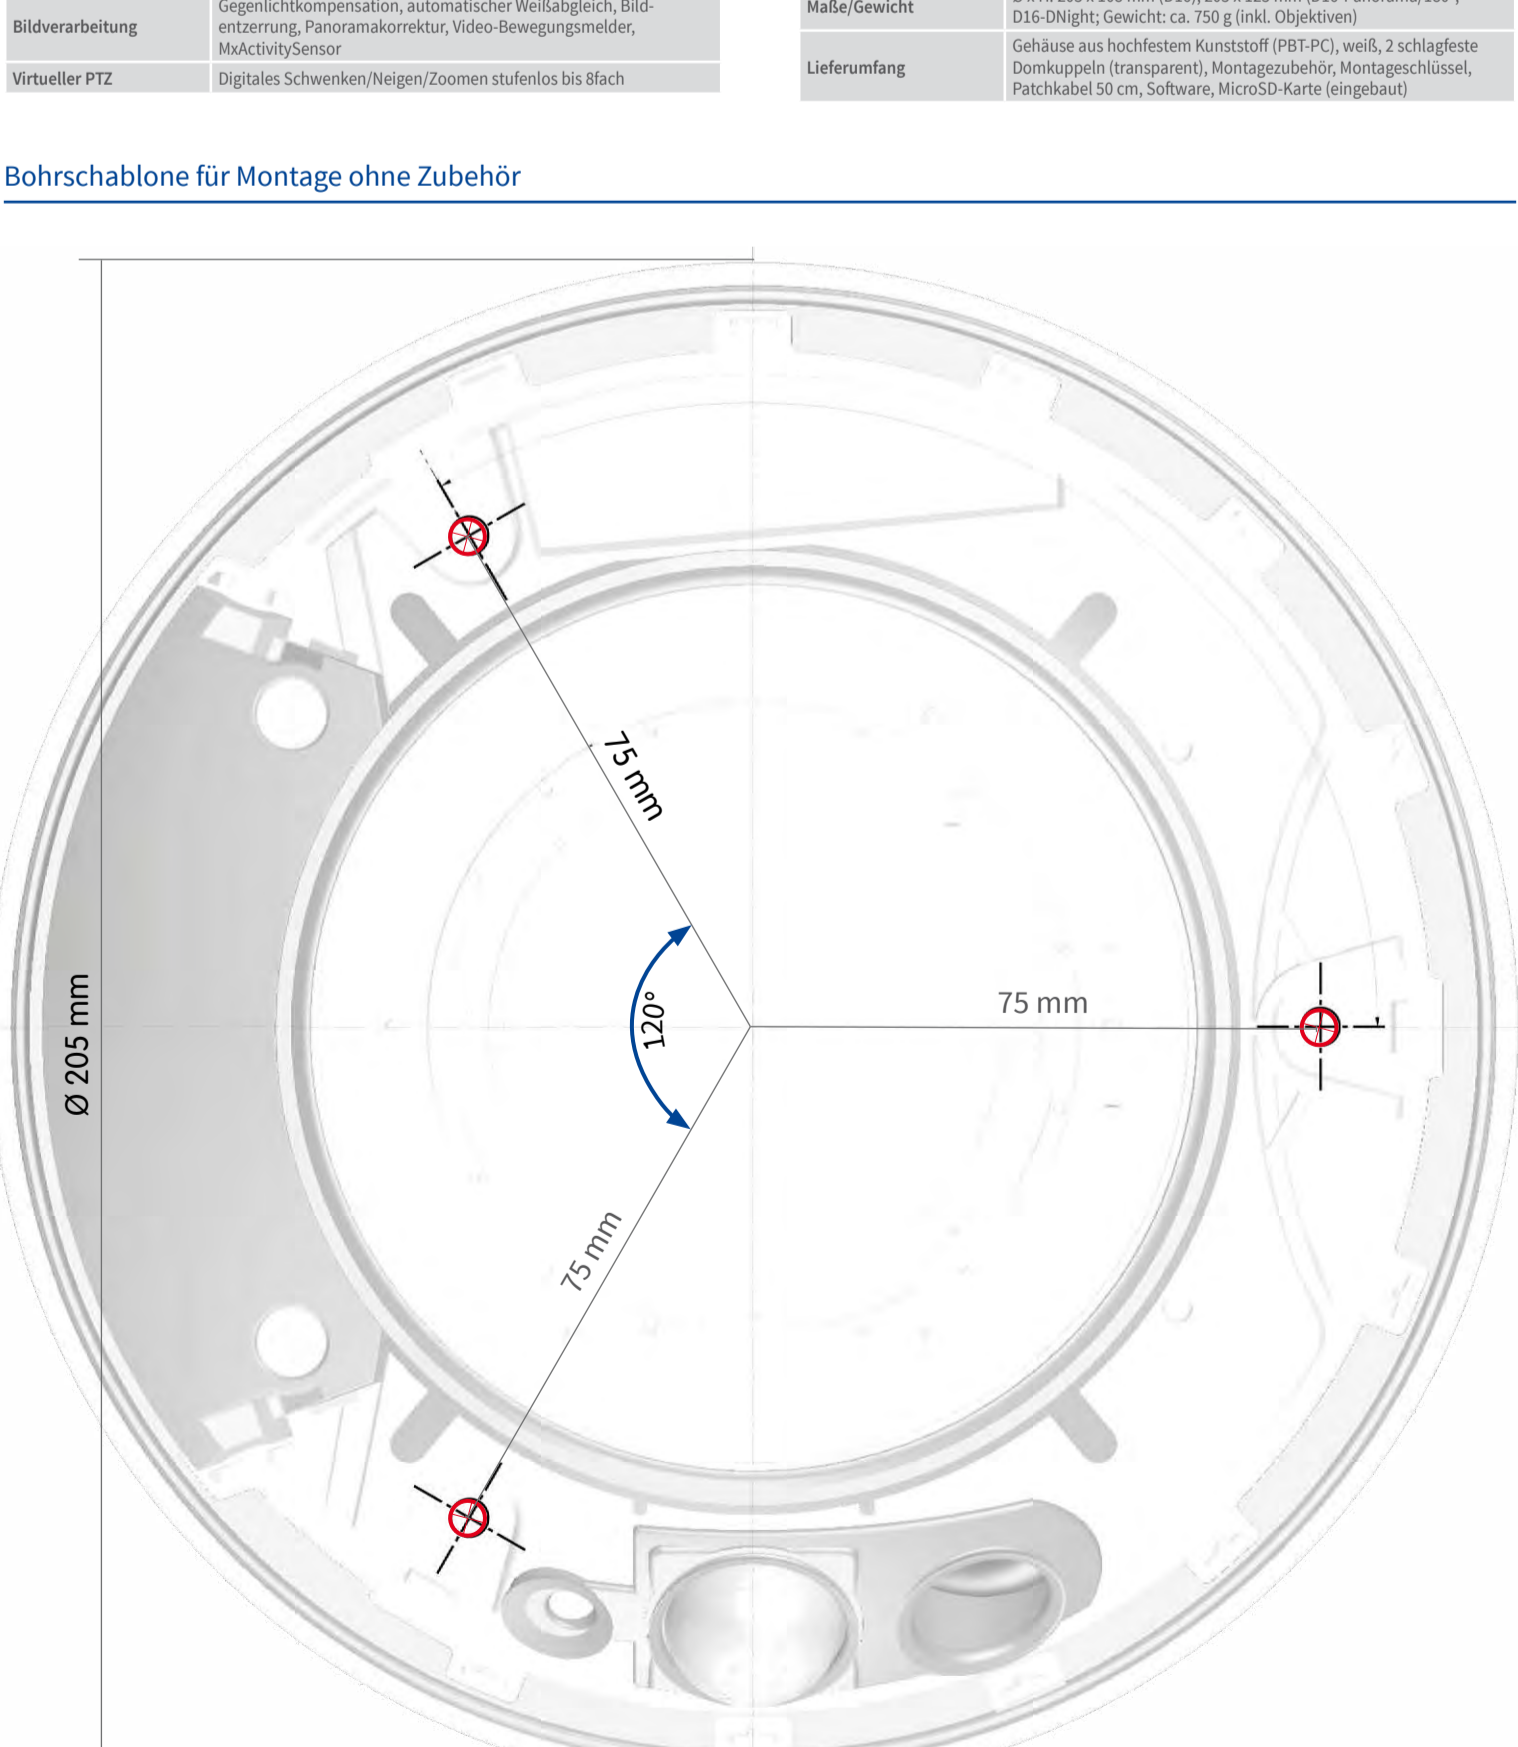 Gegenlichtkompensation, automatischer Weißabgleich, Bild-
Bildverarbeitung
entzerrung, Panoramakorrektur, Video-Bewegungsmelder,
MxActivitySensor
Virtueller PTZ
Digitales Schwenken/Neigen/Zoomen stufenlos bis 8fach
Maße/Gewicht
D16-DNight; Gewicht: ca. 750 g (inkl. Objektiven)
Lieferumfang
Gehäuse aus hochfestem Kunststoff (PBT-PC), weiß, 2 schlagfeste
Domkuppeln (transparent), Montagezubehör, Montageschlüssel,
Patchkabel 50 cm, Software, MicroSD-Karte (eingebaut)
Bohrschablone für Montage ohne Zubehör
75 mm
Ø 205 mm
120°
75 mm
75 mm